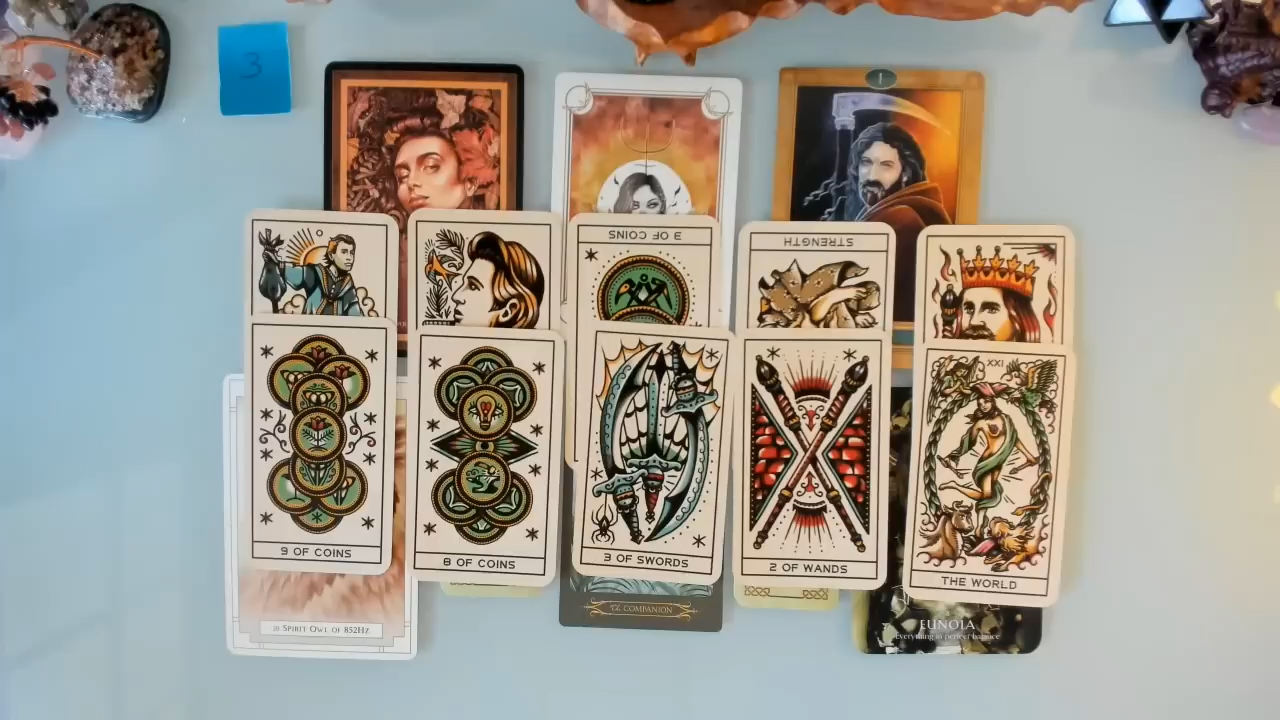 3
I
3 OF COINS
STRENGTH
9 OF COINS
8 OF COINS
3 OF SWORDS
2 OF WANDS
XXI
THE WORLD
The COMPANION
SPIRIT OWL OF 852HZ
EUNOIA
Everything in perfect balance